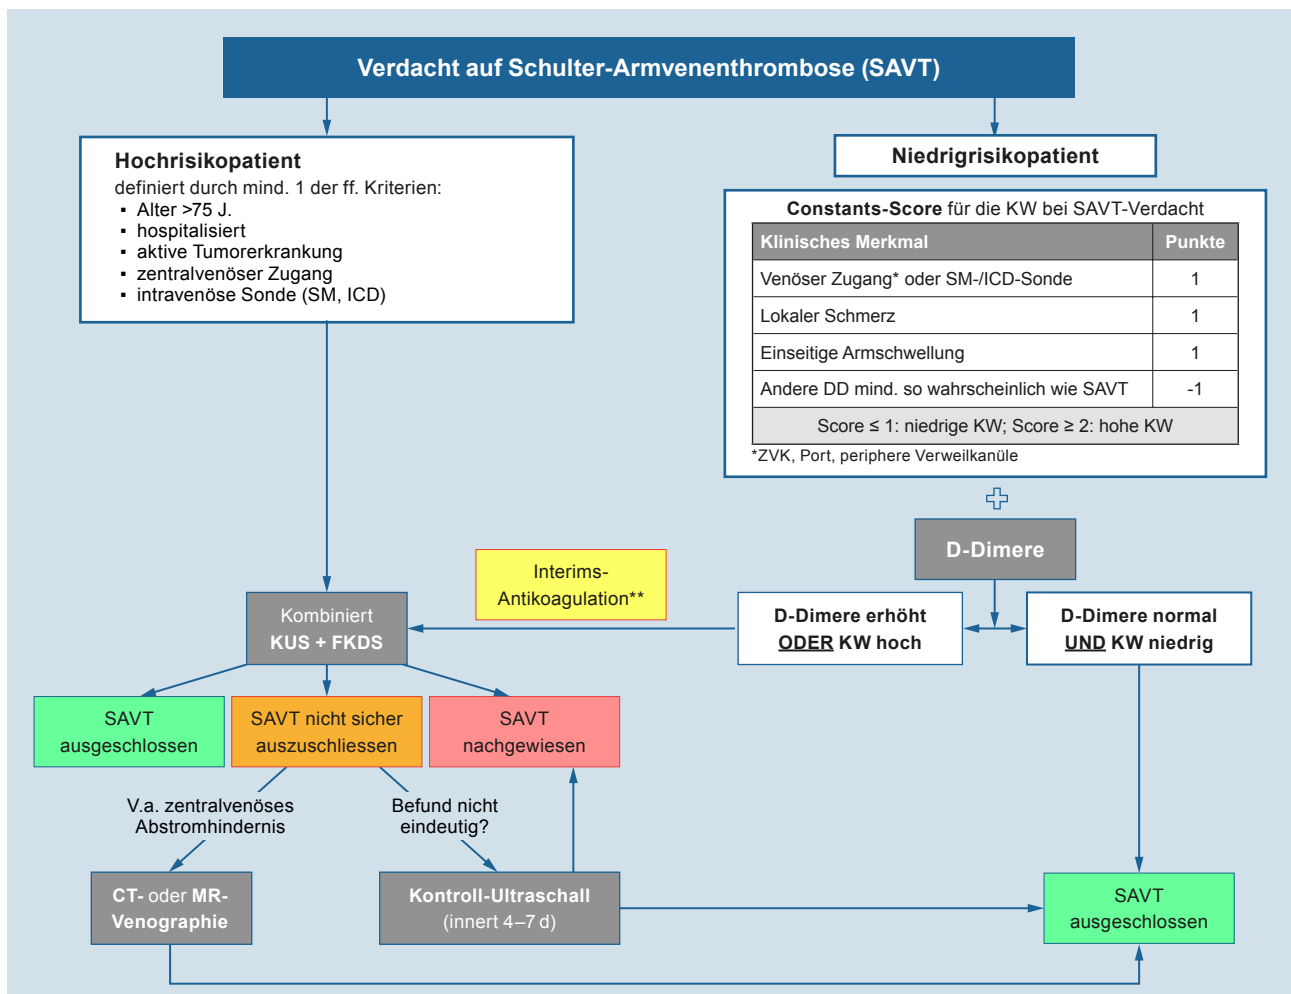 Verdacht auf Schulter-Armvenenthrombose (SAVT)
Hochrisikopatient
definiert durch mind. 1 der ff. Kriterien:
▪ Alter >75 J.
▪ hospitalisiert
▪ aktive Tumorerkrankung
▪ zentralvenöser Zugang
▪ intravenöse Sonde (SM, ICD)
Niedrigrisikopatient
Constants-Score für die KW bei SAVT-Verdacht
Klinisches Merkmal Punkte
Venöser Zugang* oder SM-/ICD-Sonde 1
Lokaler Schmerz 1
Einseitige Armschwellung 1
Andere DD mind. so wahrscheinlich wie SAVT -1
Score ≤ 1: niedrige KW; Score ≥ 2: hohe KW
*ZVK, Port, periphere Verweilkanüle
D-Dimere
Interims-
Antikoagulation**
D-Dimere erhöht
ODER KW hoch
D-Dimere normal
UND KW niedrig
Kombiniert
KUS + FKDS
SAVT
ausgeschlossen
SAVT nicht sicher
auszuschliessen
SAVT
nachgewiesen
V.a. zentralvenöses
Abstromhindernis
Befund nicht
eindeutig?
CT- oder MR-
Venographie
Kontroll-Ultraschall
(innert 4–7 d)
SAVT
ausgeschlossen